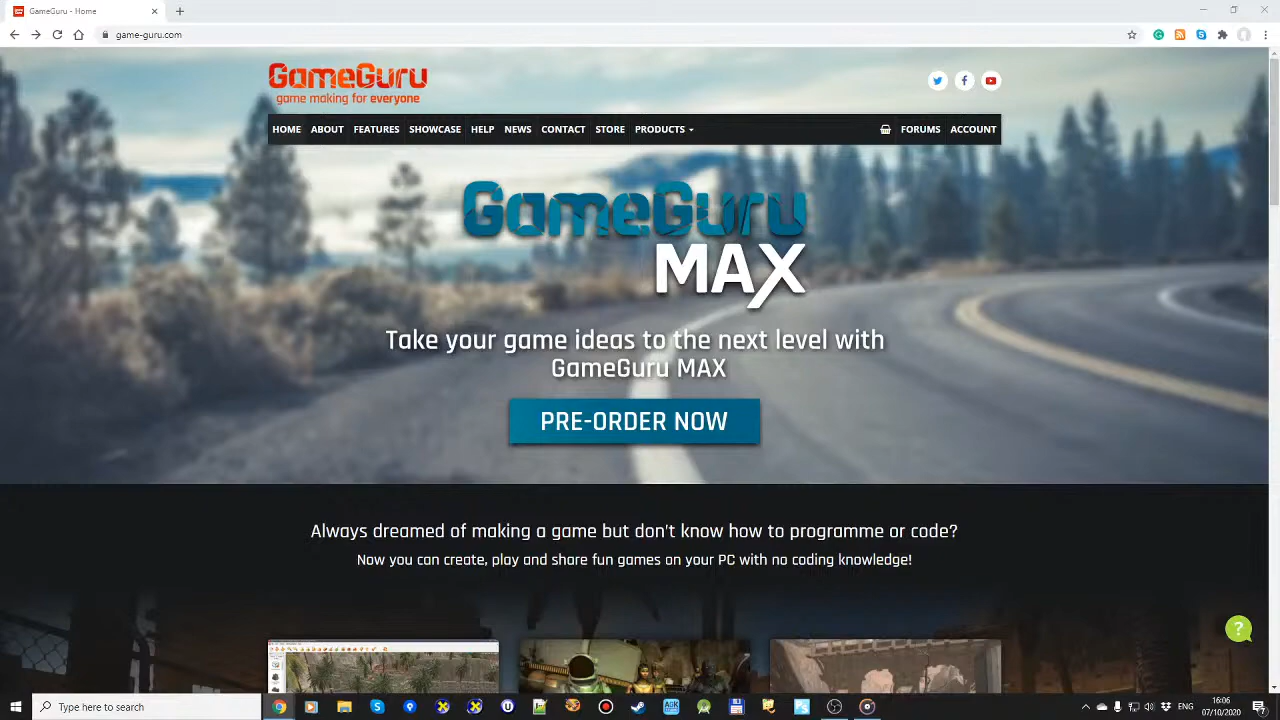 GameGuru - Home
game-guru.com
GameGuru
game making for everyone
HOME ABOUT FEATURES SHOWCASE HELP NEWS CONTACT STORE PRODUCTS FORUMS ACCOUNT
GameGuru
MAX
Take your game ideas to the next level with
GameGuru MAX
PRE-ORDER NOW
Always dreamed of making a game but don't know how to programme or code?
Now you can create, play and share fun games on your PC with no coding knowledge!
?
Type here to search
ENG
16:06
07/10/2020